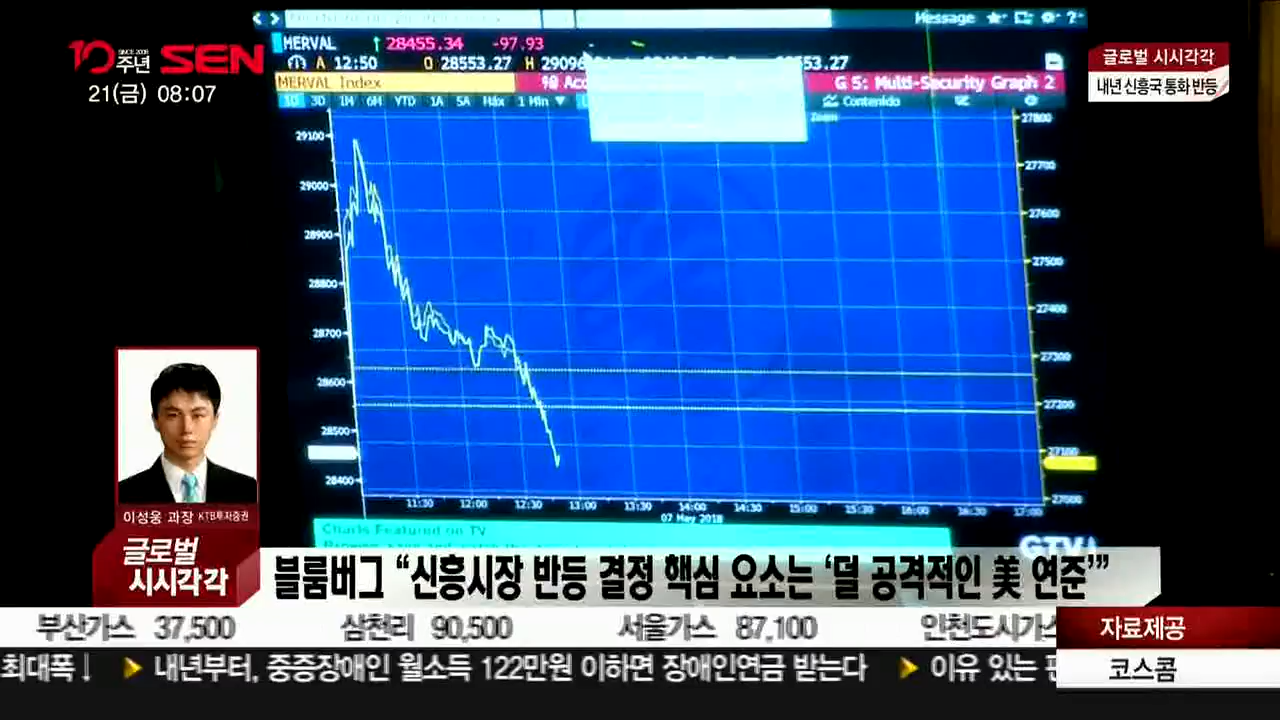 Message
MERVAL ↑ 28455.34 -97.93
A 12:50 O 28553.27 H 29096
553.27
MERVAL Index
G 5: Multi-Security Graph 2
1D 3D 1M 6M YTD 1A 5A Máx 1 Min ▼
Contenido
Zoom
10주년 SINCE 2008 SEN
21(금) 08:07
글로벌 시시각각
내년 신흥국 통화 반등
29100
29000
28900
28800
28700
28600
28500
28400
27800
27700
27600
27500
27400
27300
27200
27100
27000
11:30 12:00 12:30 13:00 13:30 14:00 14:30 15:00 15:30 16:00 16:30 17:00
07 May 2018
Charts Featured on TV
이성웅 과장 KTB투자증권
글로벌
시시각각
블룸버그 “신흥시장 반등 결정 핵심 요소는 ‘덜 공격적인 美 연준’”
부산가스 37,500 삼천리 90,500 서울가스 87,100 인천도시가스
자료제공
코스콤
최대폭↓ ▶ 내년부터, 중증장애인 월소득 122만원 이하면 장애인연금 받는다 ▶ 이유 있는